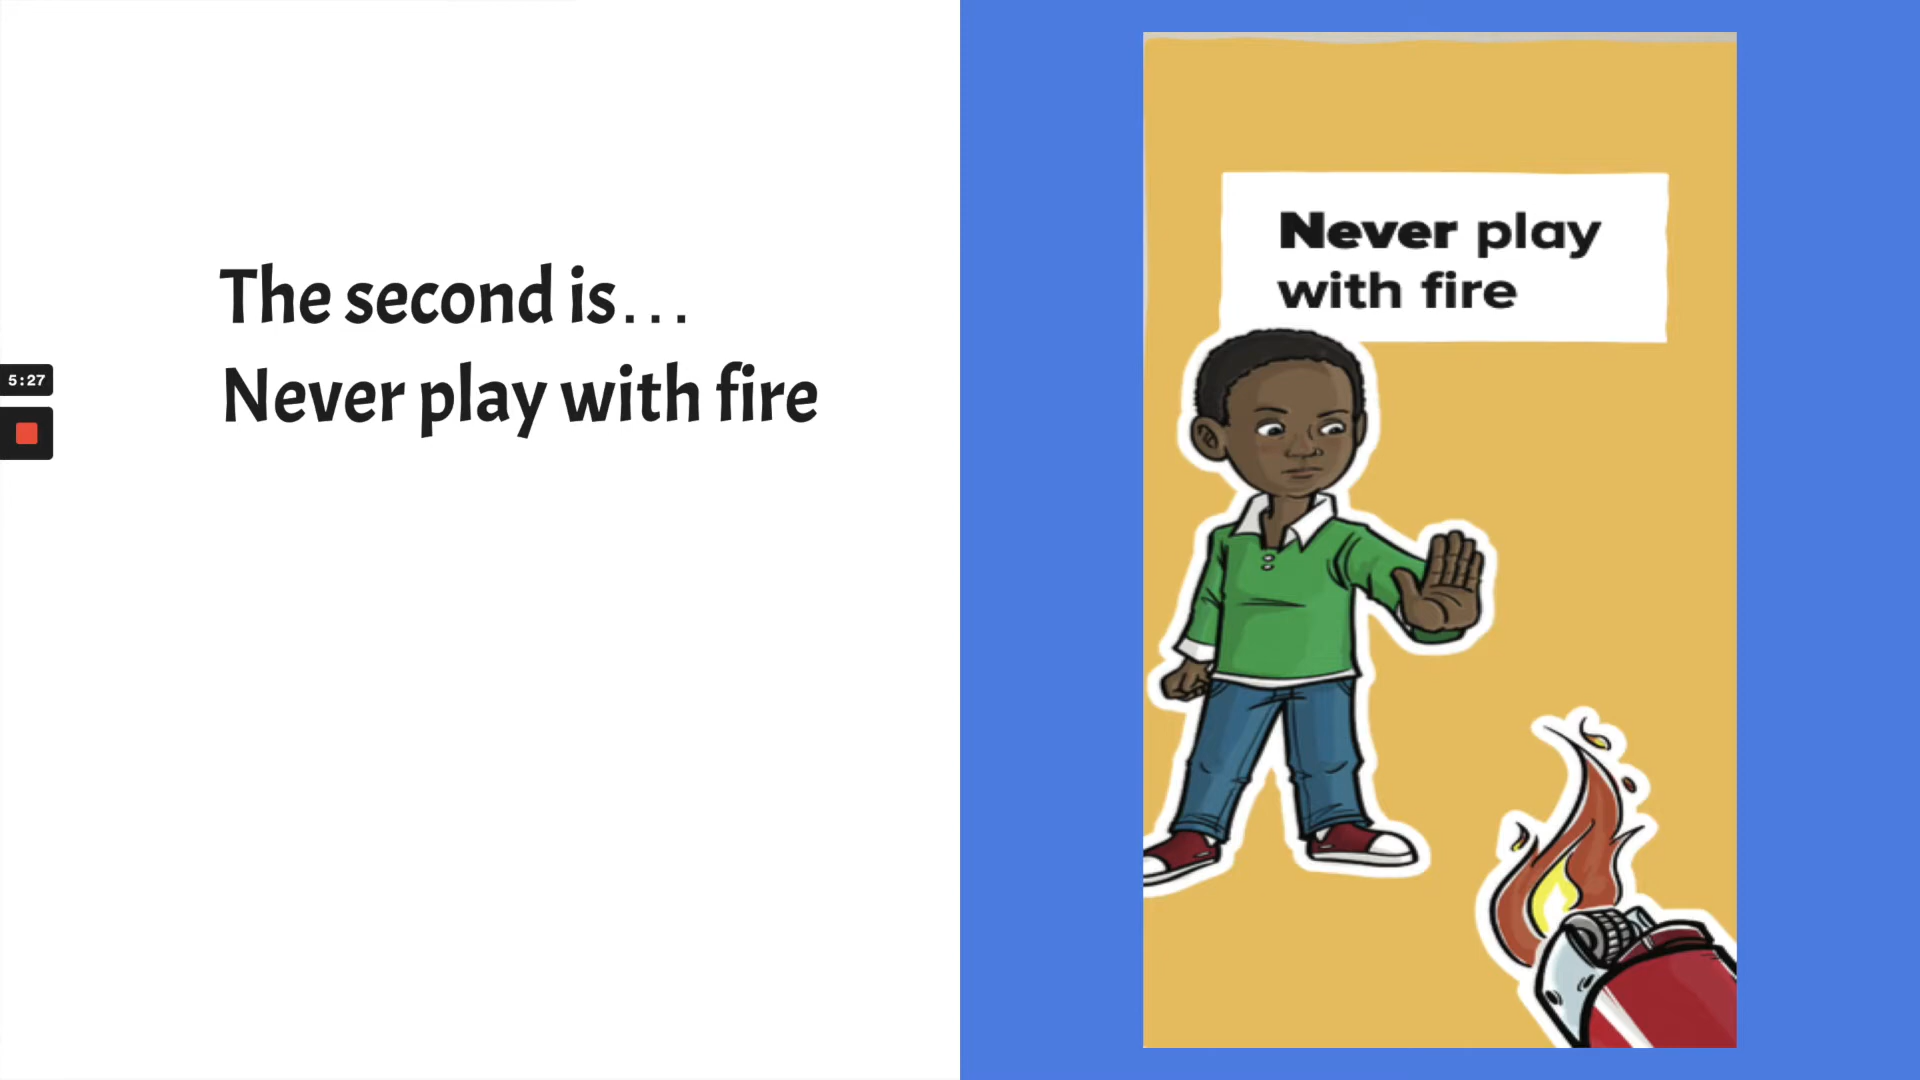 The second is...
Never play with fire
5:27
Never play
with fire